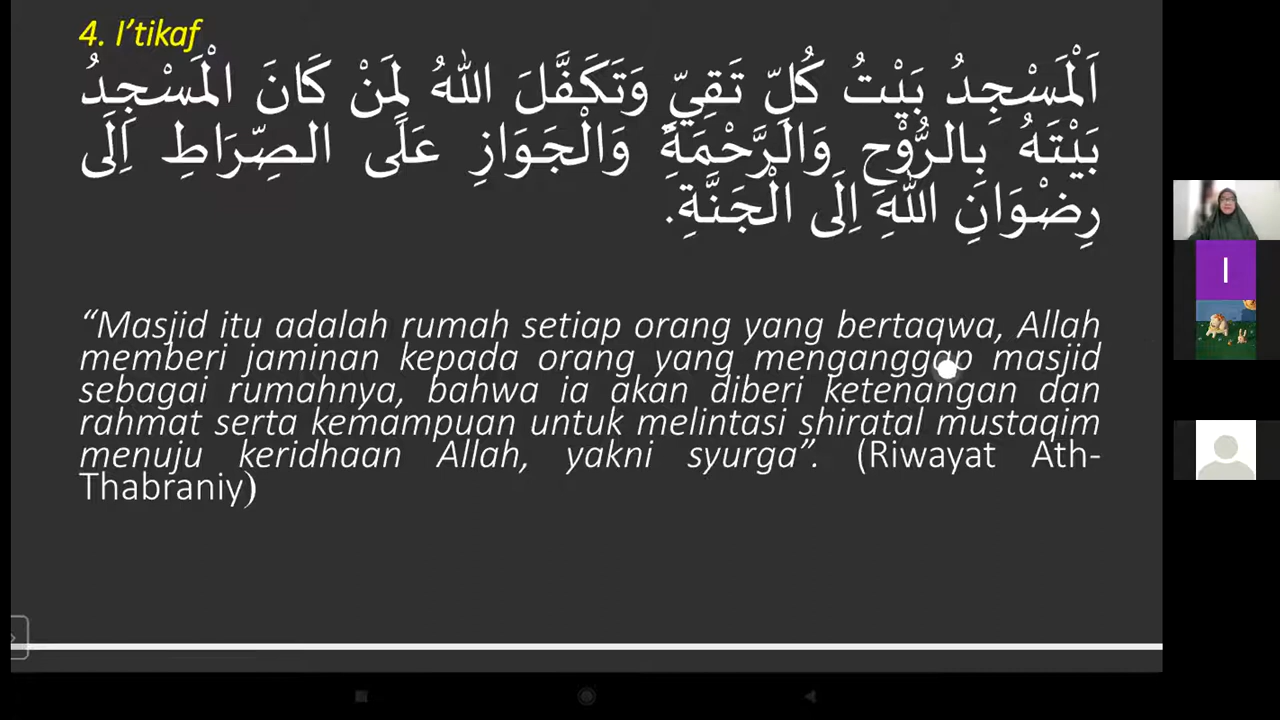 4. I’tikaf
اَلْمَسْجِدُ بَيْتُ كُلِّ تَقِيٍّ وَتَكَفَّلَ اللهُ لِمَنْ كَانَ الْمَسْجِدُ
بَيْتَهُ بِالرُّوْحِ وَالرَّحْمَةِ وَالْجَوَازِ عَلَى الصِّرَاطِ اِلَى
رِضْوَانِ اللهِ اِلَى الْجَنَّةِ.
“Masjid itu adalah rumah setiap orang yang bertaqwa, Allah
memberi jaminan kepada orang yang menganggap masjid
sebagai rumahnya, bahwa ia akan diberi ketenangan dan
rahmat serta kemampuan untuk melintasi shiratal mustaqim
menuju keridhaan Allah, yakni syurga”. (Riwayat Ath-
Thabraniy)
I